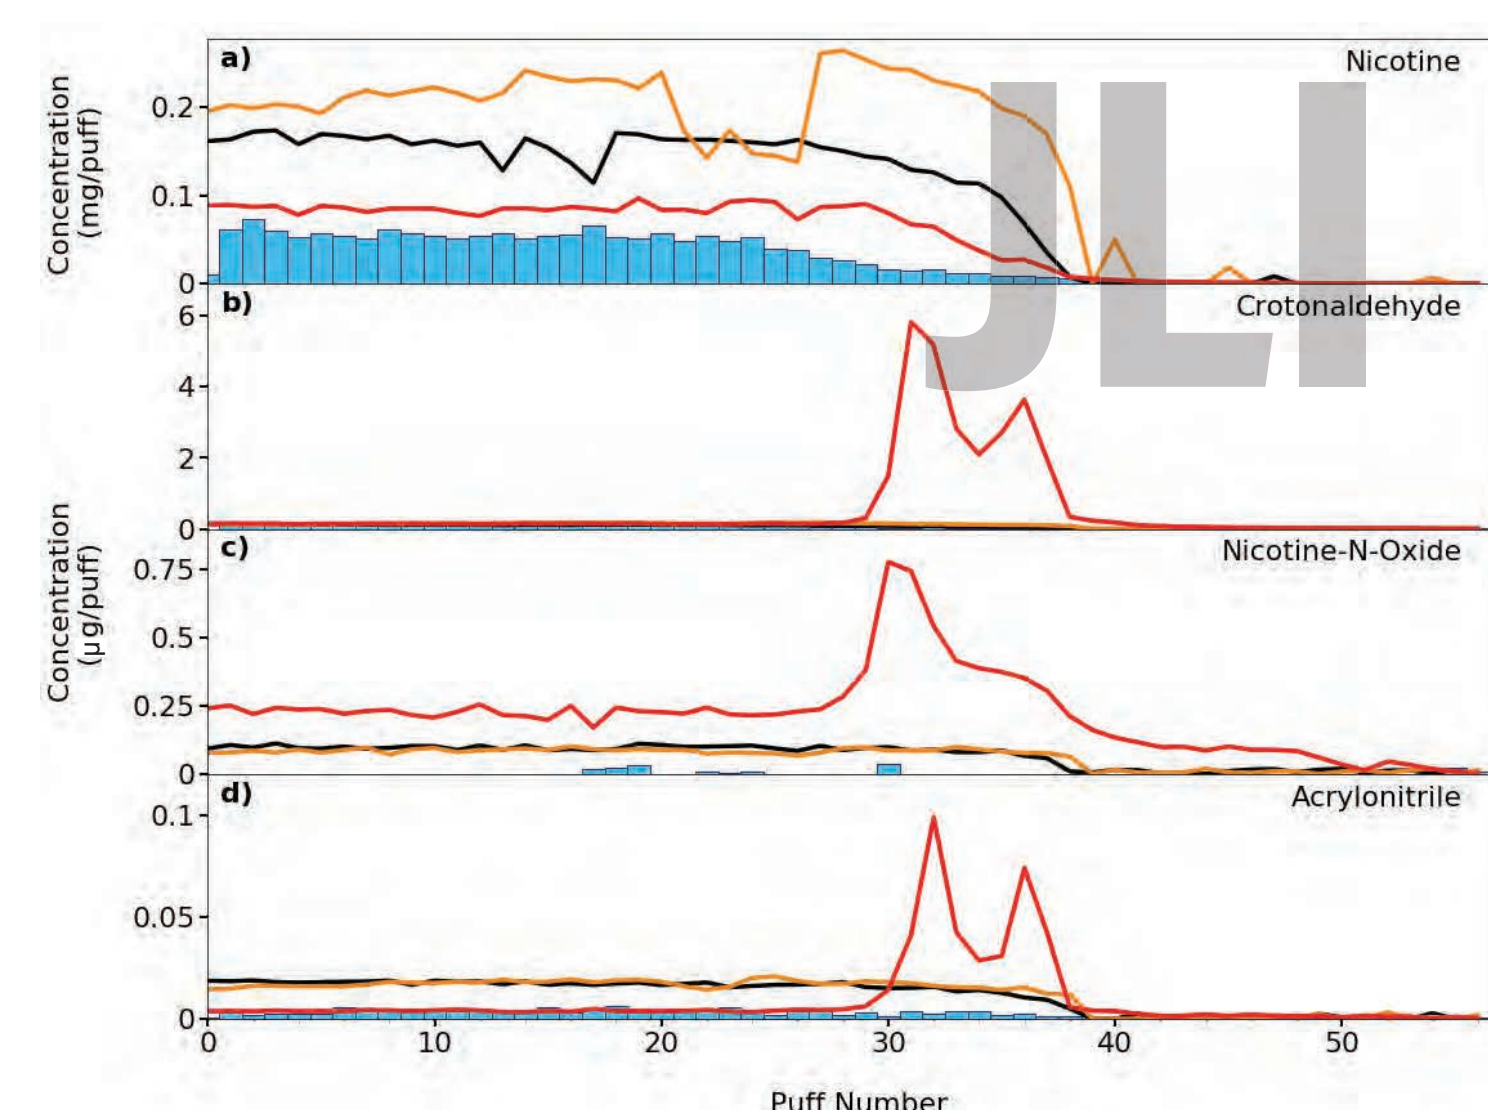 a)
Nicotine
JLI
Concentration
(mg/puff)
0.2
0.1
0
b)
Crotonaldehyde
6
4
2
0
Concentration
(µg/puff)
c)
Nicotine-N-Oxide
0.75
0.5
0.25
0
d)
Acrylonitrile
0.1
0.05
0
0 10 20 30 40 50
Puff Number